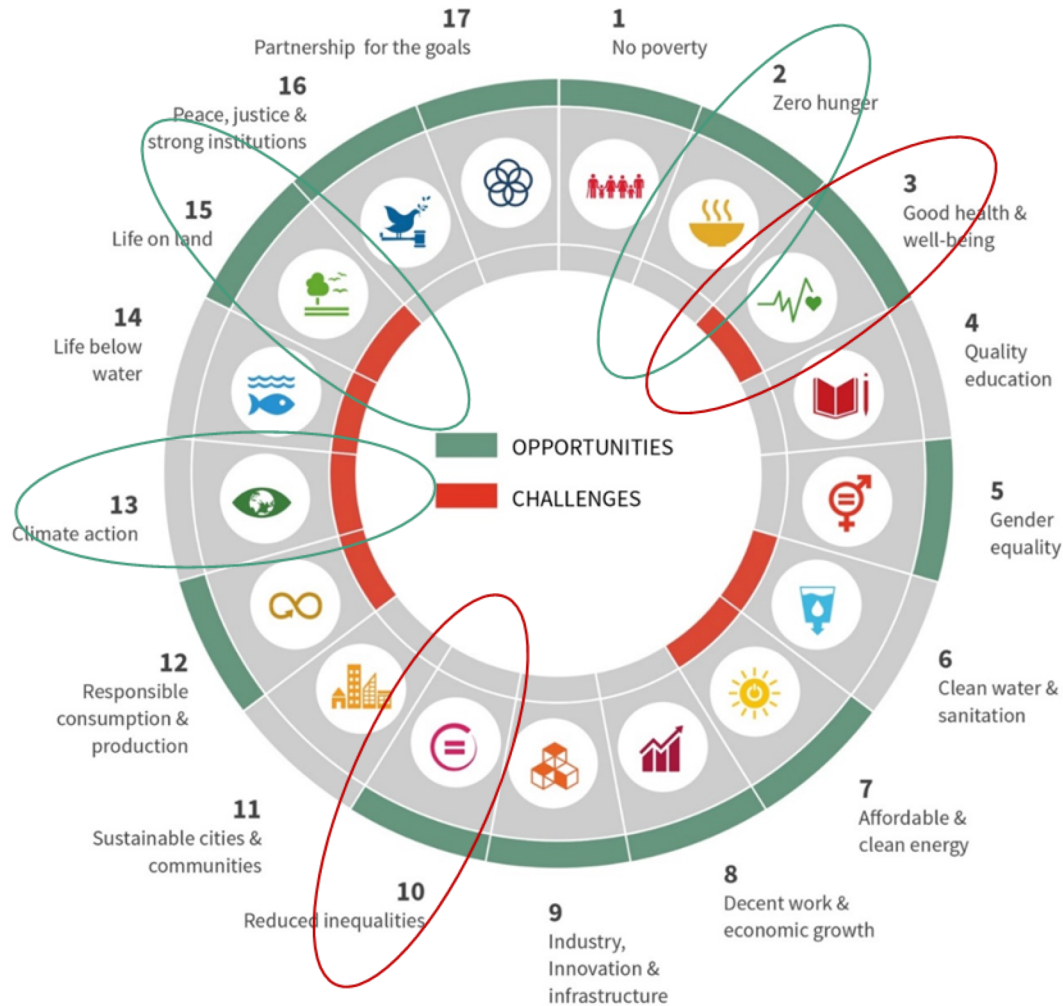 17
Partnership for the goals
1
No poverty
2
Zero hunger
3
Good health &
well-being
4
Quality
education
5
Gender
equality
6
Clean water &
sanitation
7
Affordable &
clean energy
8
Decent work &
economic growth
9
Industry,
Innovation &
infrastructure
10
Reduced inequalities
11
Sustainable cities &
communities
12
Responsible
consumption &
production
13
Climate action
14
Life below
water
15
Life on land
16
Peace, justice &
strong institutions
OPPORTUNITIES
CHALLENGES